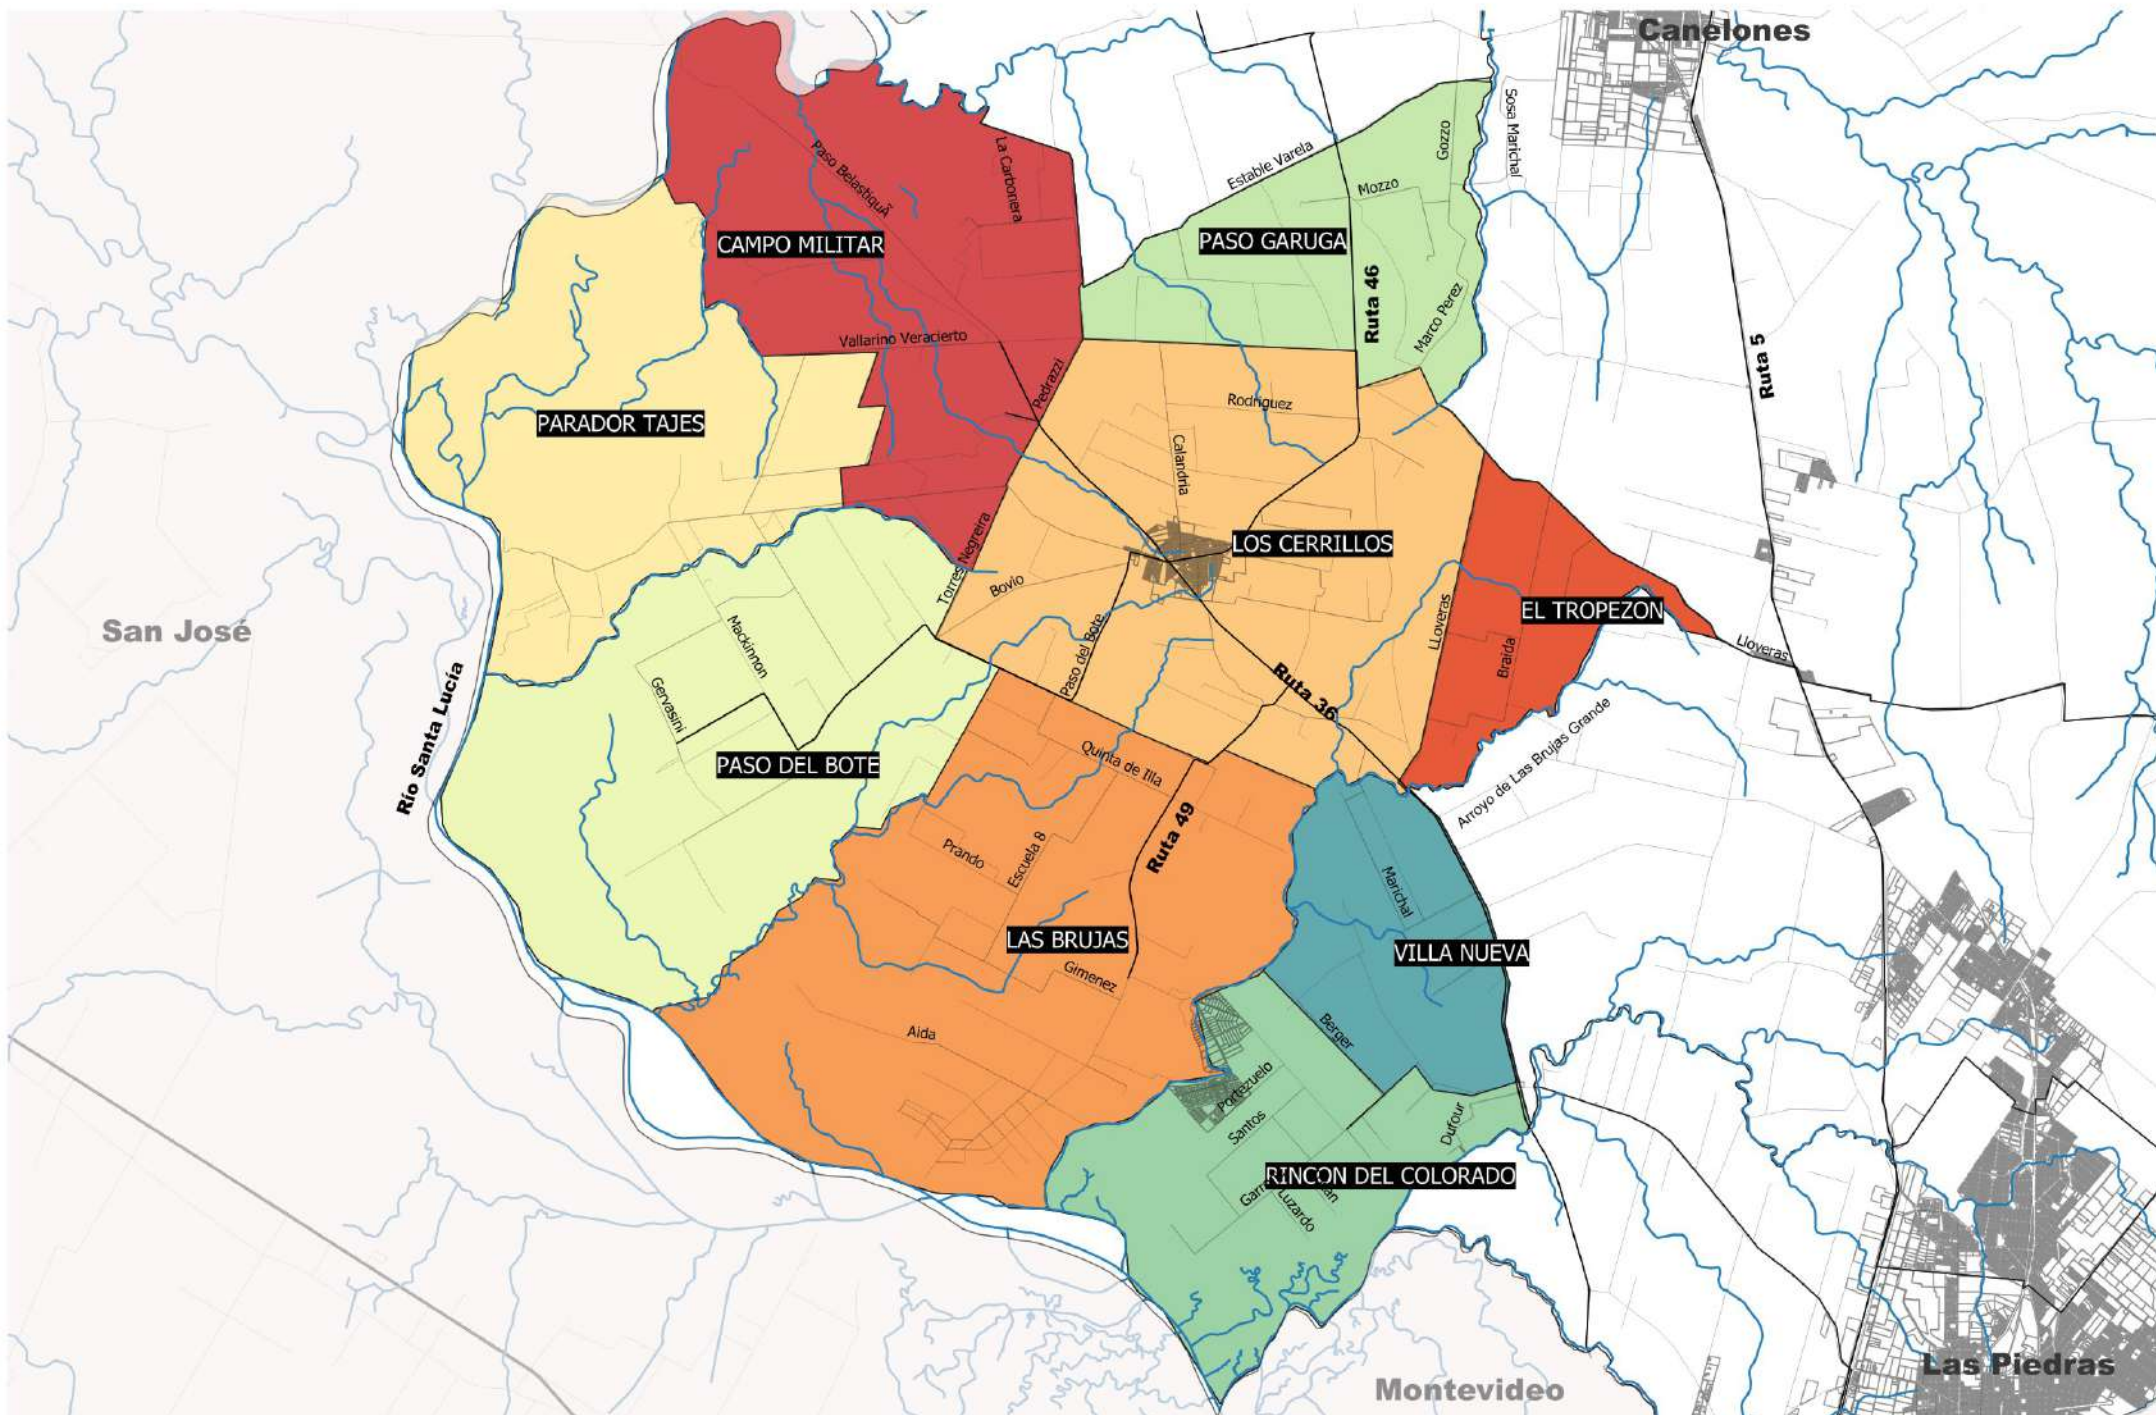 Canelones
Sosa Marichal
Gozzo
La Carbonera
Paso BelastiquÃ
Estable Varela
Mozzo
CAMPO MILITAR
PASO GARUGA
Ruta 46
Marco Perez
Vallarino Veracierto
Ruta 5
Pedrazzi
Rodriguez
PARADOR TAJES
Calandria
LOS CERRILLOS
Torres Negreira
Bovio
EL TROPEZON
LLoveras
Braida
Lloveras
San José
Mackinnon
Paso del Bote
Gervasini
Ruta 36
Río Santa Lucía
PASO DEL BOTE
Quinta de Illa
Arroyo de Las Brujas Grande
Ruta 49
Prando
Escuela 8
Marichal
LAS BRUJAS
VILLA NUEVA
Gimenez
Aida
Berger
Portezuelo
Santos
Dufour
RINCON DEL COLORADO
Luzardo
Las Piedras
Montevideo